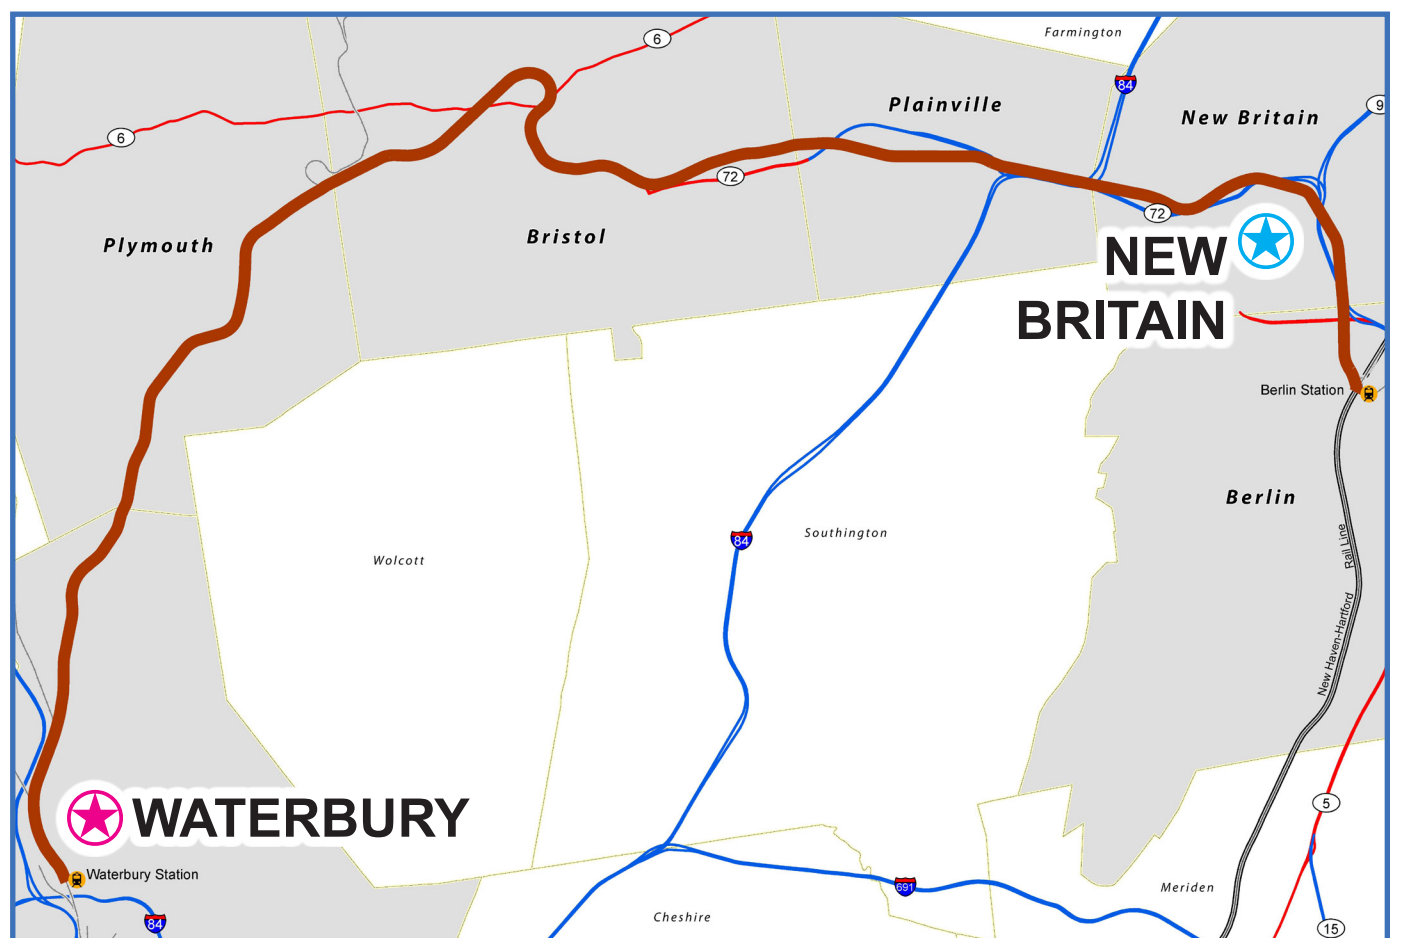 Farmington
6
84
Plainville
9
New Britain
6
72
72
Bristol
Plymouth
NEW
BRITAIN
Berlin Station
Berlin
84
Southington
Wolcott
Rail Line
New Haven-Hartford
5
WATERBURY
Waterbury Station
691
Meriden
Cheshire
84
15